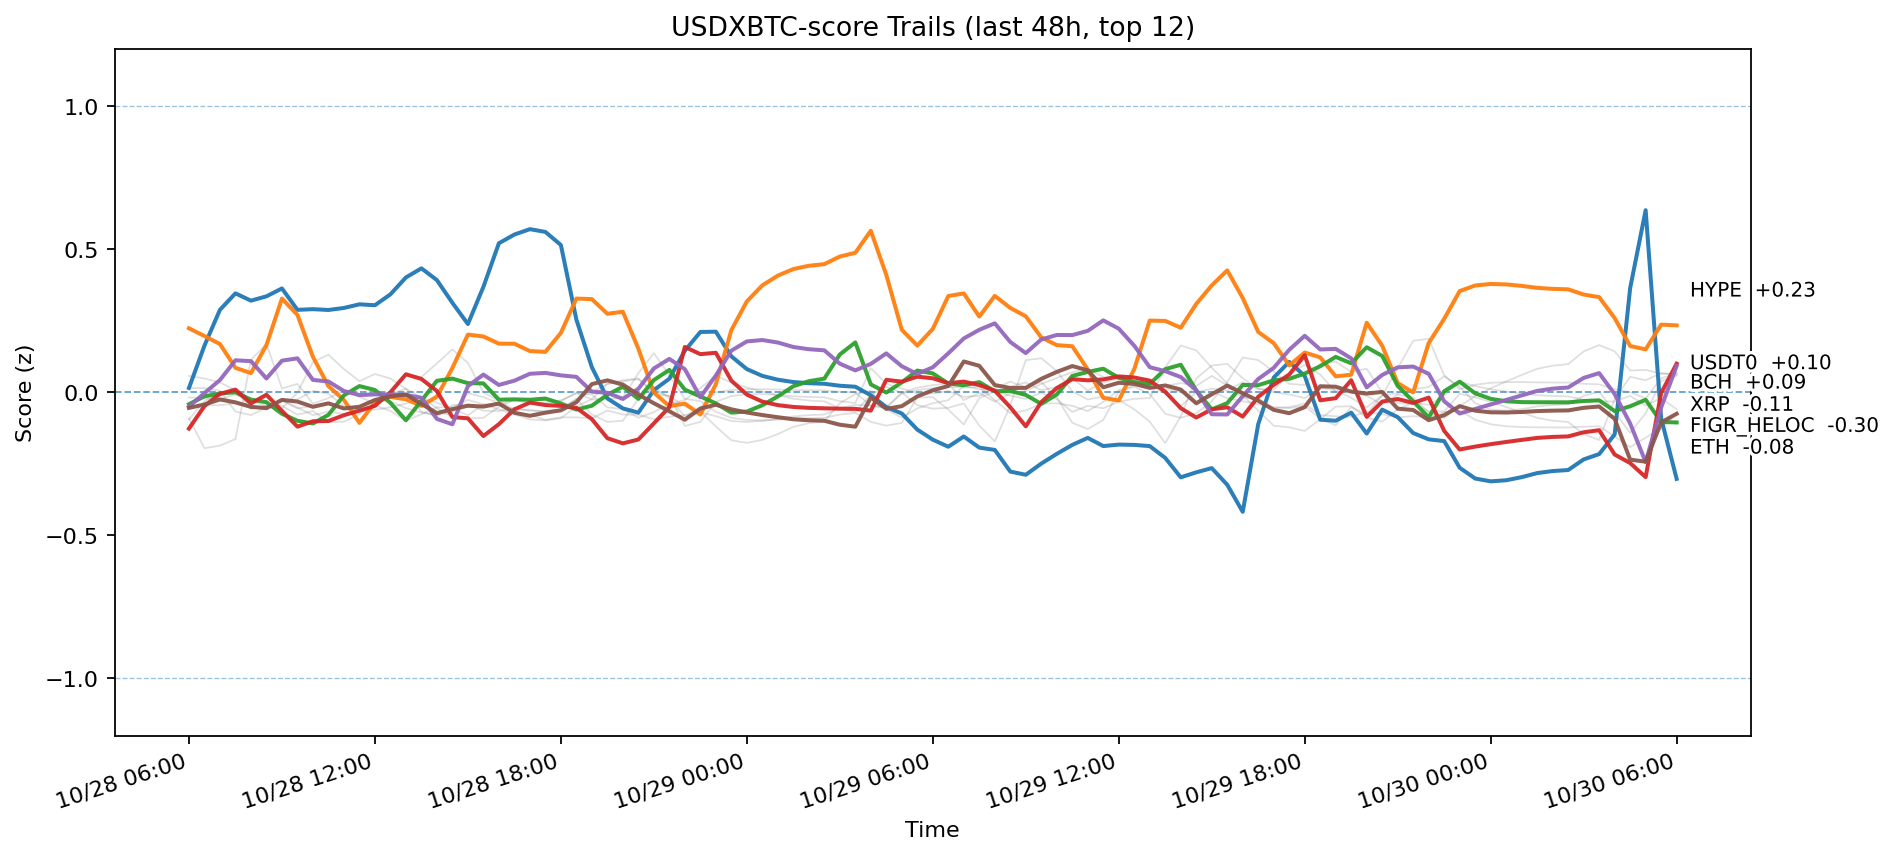 USDXBTC-score Trails (last 48h, top 12)
Score (z)
1.0
0.5
0.0
−0.5
−1.0
HYPE +0.23
USDT0 +0.10
BCH +0.09
XRP -0.11
FIGR_HELOC -0.30
ETH -0.08
10/28 06:00
10/28 12:00
10/28 18:00
10/29 00:00
10/29 06:00
10/29 12:00
10/29 18:00
10/30 00:00
10/30 06:00
Time